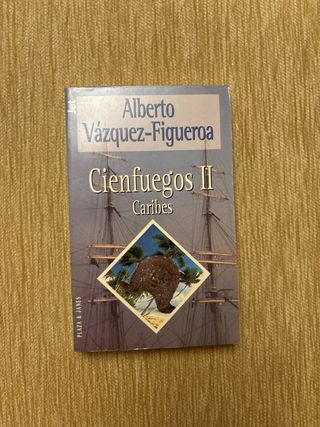 Jet
Alberto
Vázquez-Figueroa
Cienfuegos II
Caribes
PLAZA & JANES